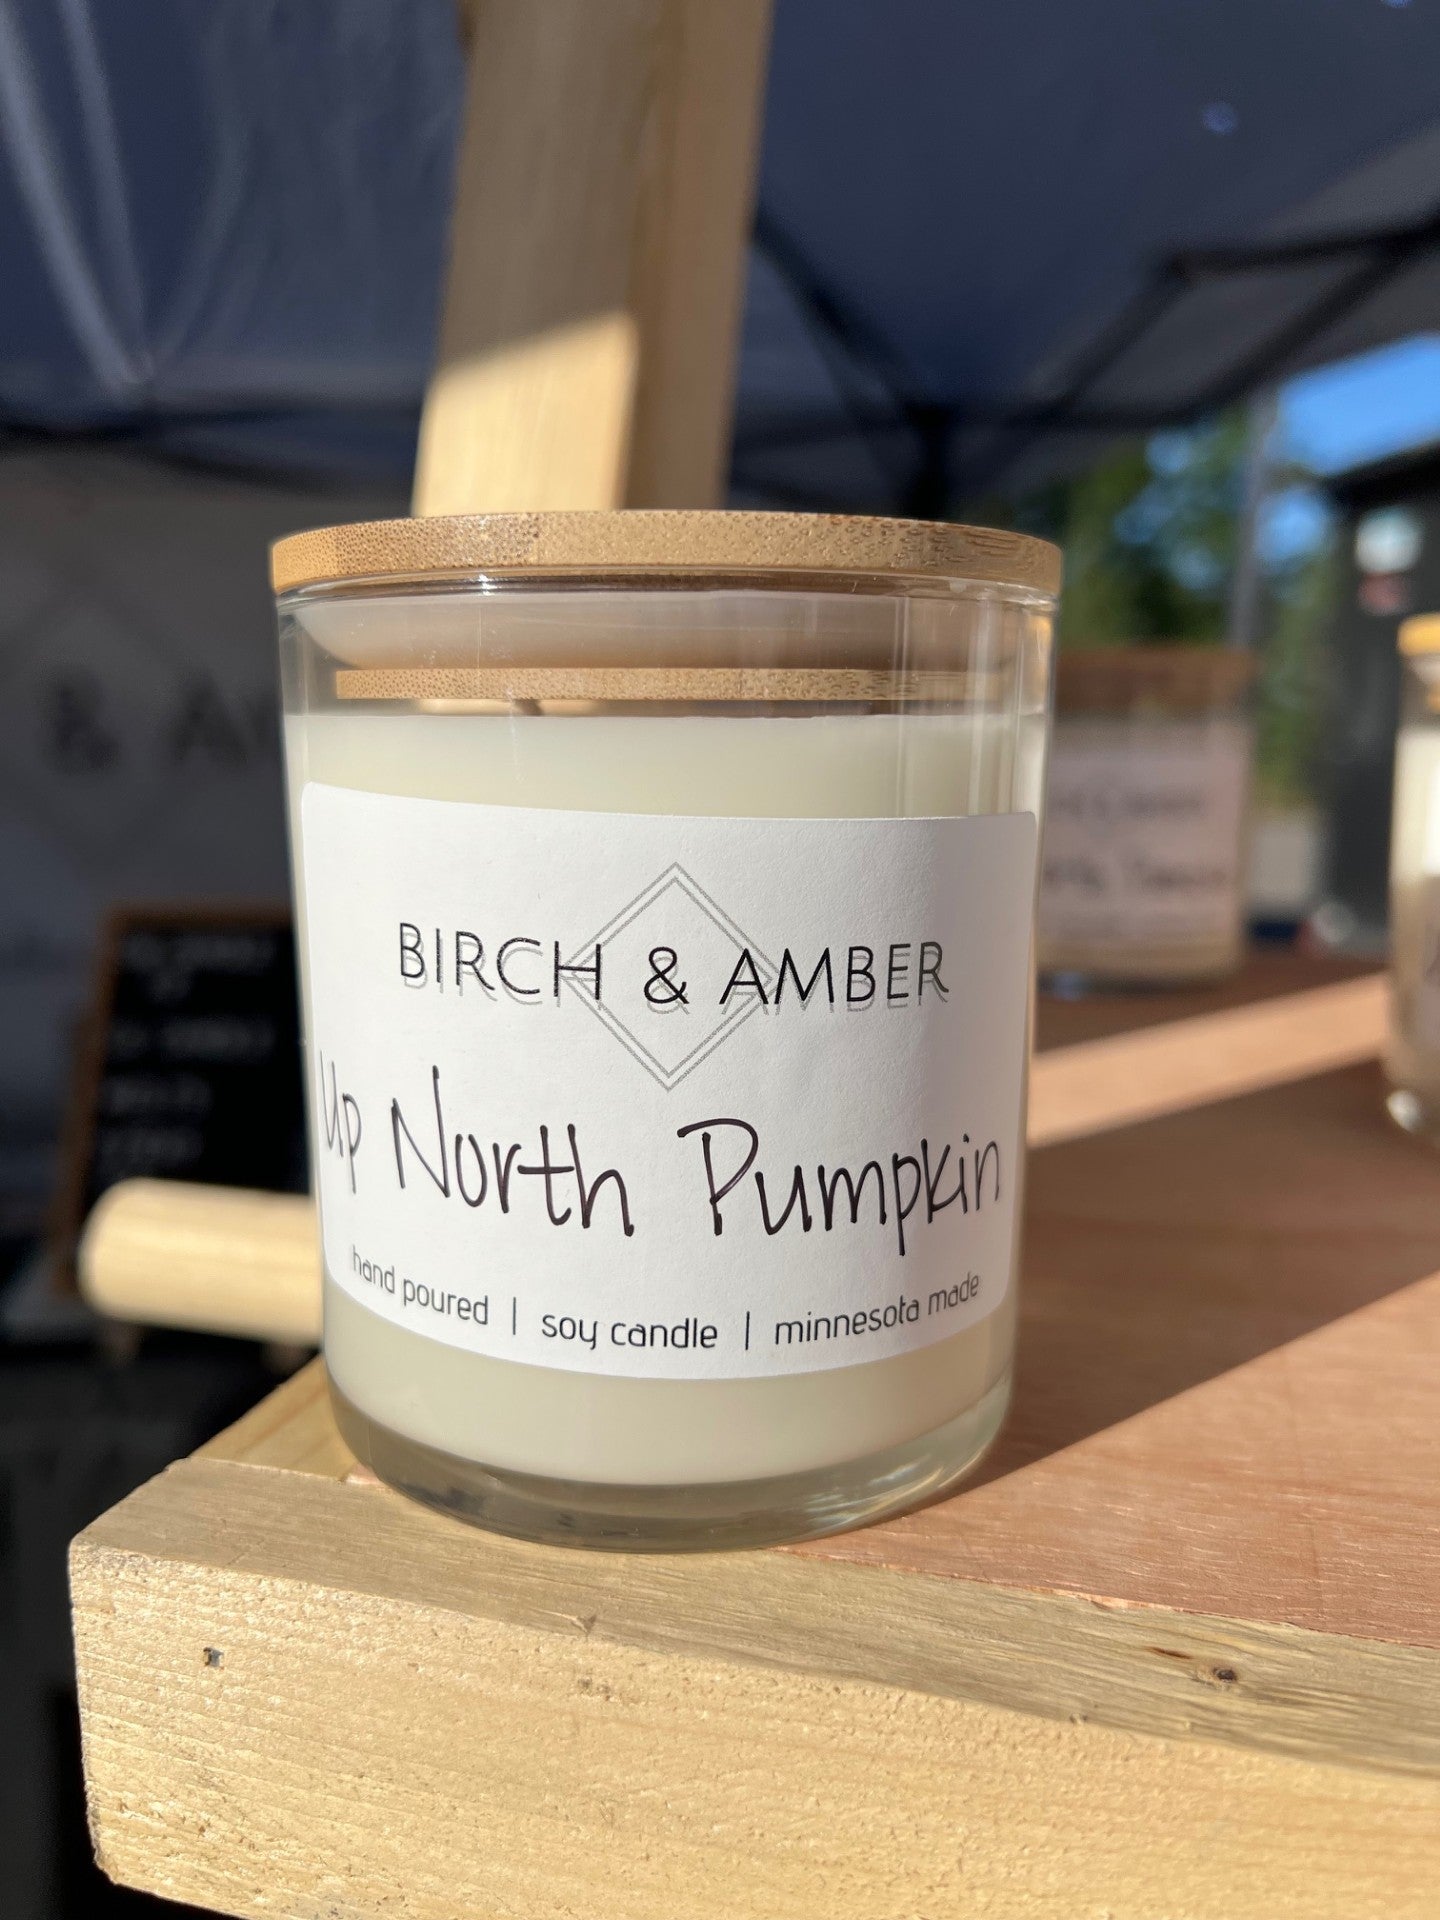 BIRCH & AMBER
Up North Pumpkin
hand poured | soy candle | minnesota made